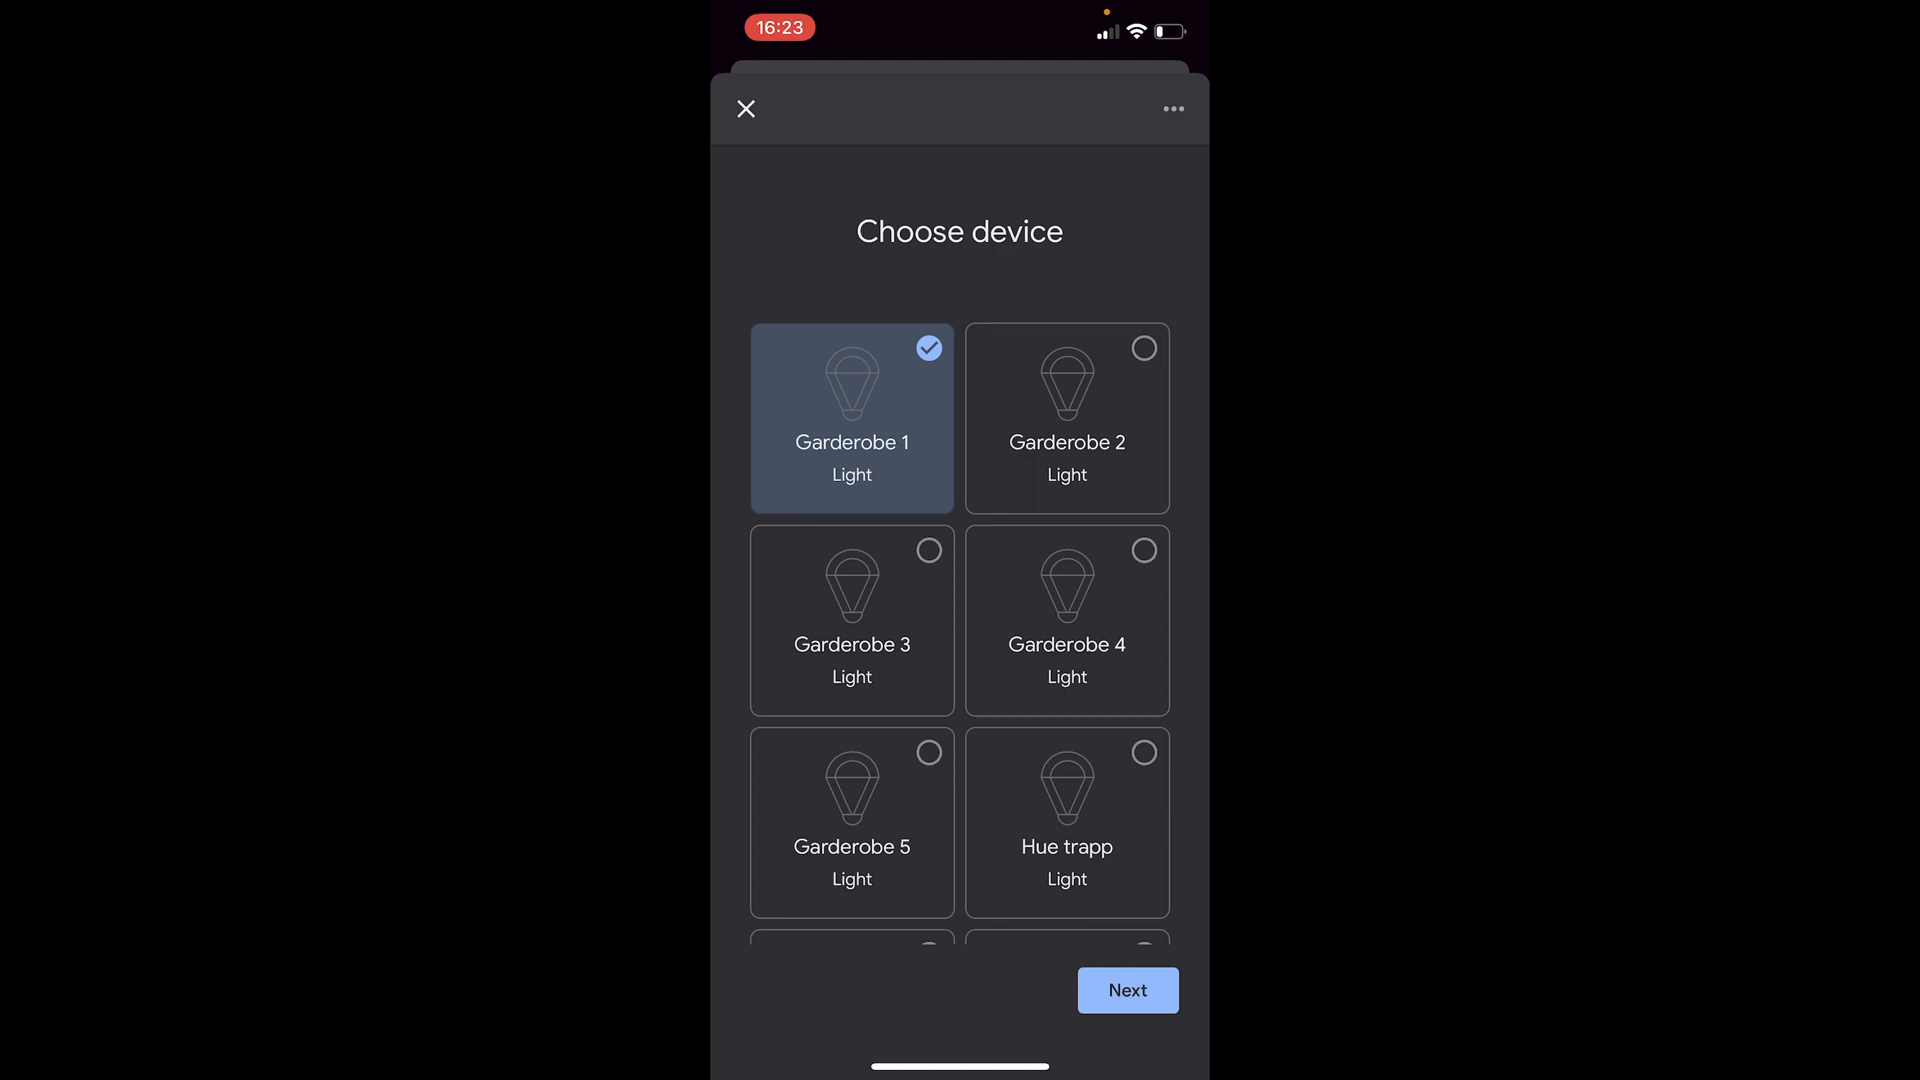 16:23
Choose device
Garderobe 1
Light
Garderobe 2
Light
Garderobe 3
Light
Garderobe 4
Light
Garderobe 5
Light
Hue trapp
Light
Next